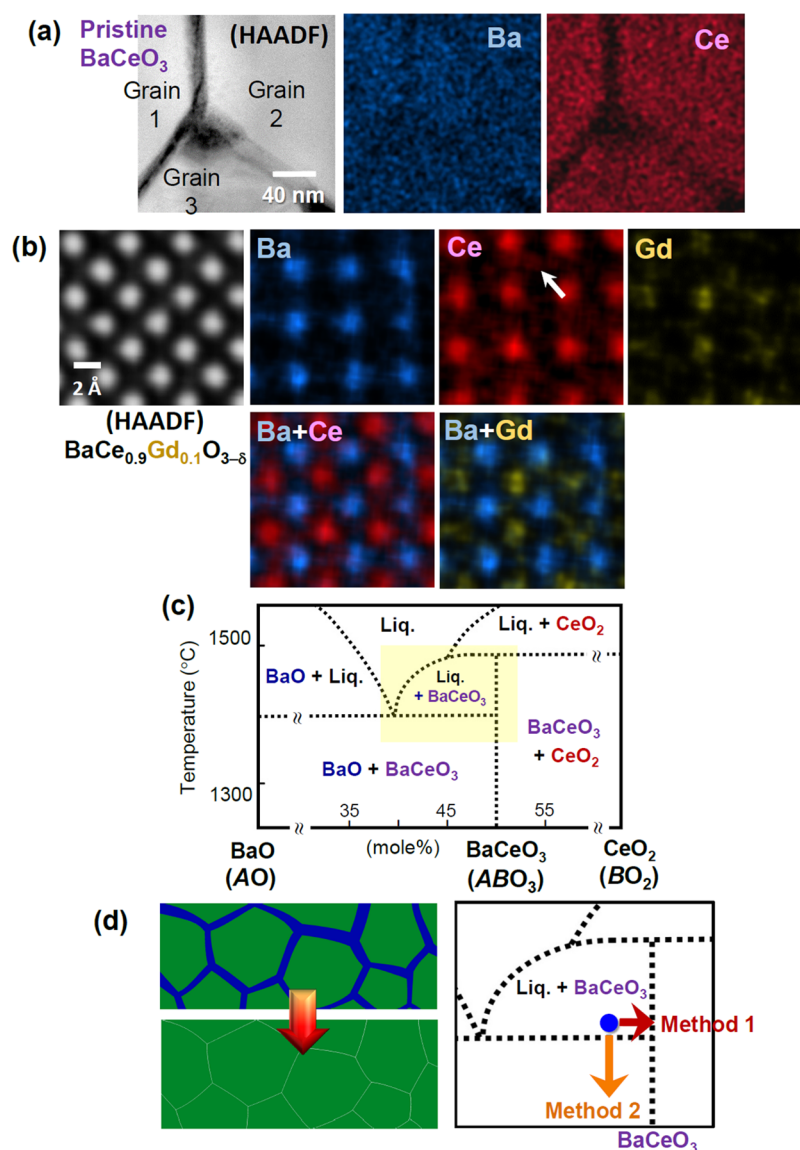 (a)
Pristine
BaCeO₃
(HAADF)
Grain
1
Grain
2
Grain
3
40 nm
Ba
Ce
(b)
2 Å
Ba
Ce
Gd
(HAADF)
BaCe₀.₉Gd₀.₁O₃₋δ
Ba+Ce
Ba+Gd
(c)
Temperature (°C)
1500
1300
Liq.
Liq. + CeO₂
BaO + Liq.
Liq.
+ BaCeO₃
BaCeO₃
+ CeO₂
BaO + BaCeO₃
35
45
55
(mole%)
BaO
(AO)
BaCeO₃
(ABO₃)
CeO₂
(BO₂)
(d)
Liq. + BaCeO₃
Method 1
Method 2
BaCeO₃